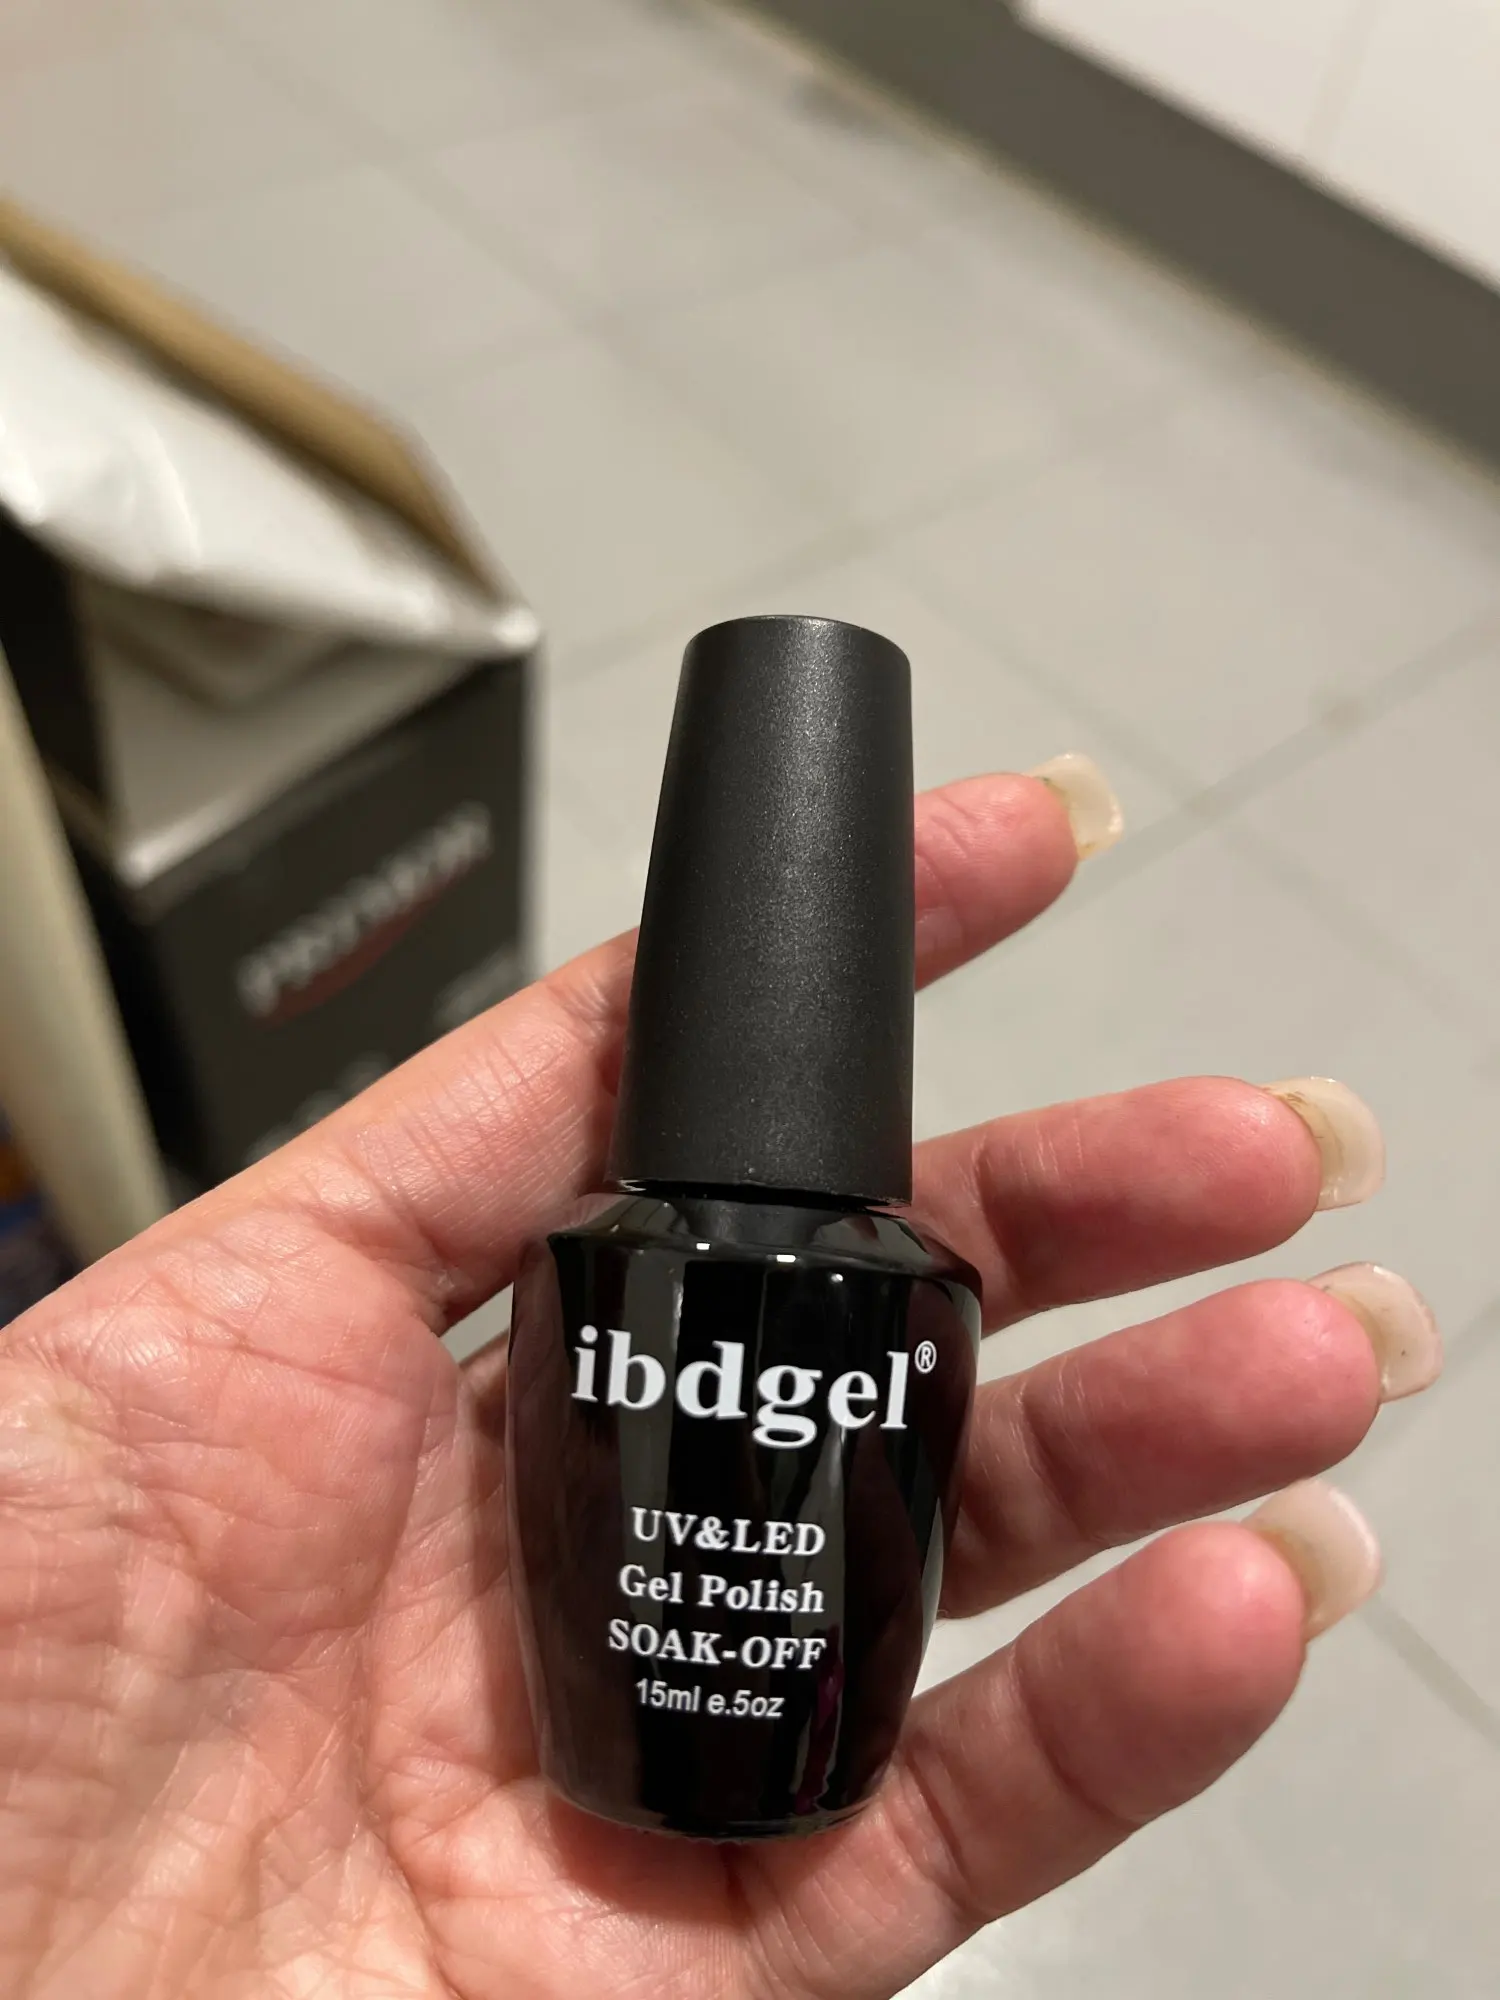 ibdgel®
UV&LED
Gel Polish
SOAK-OFF
15ml e.5oz